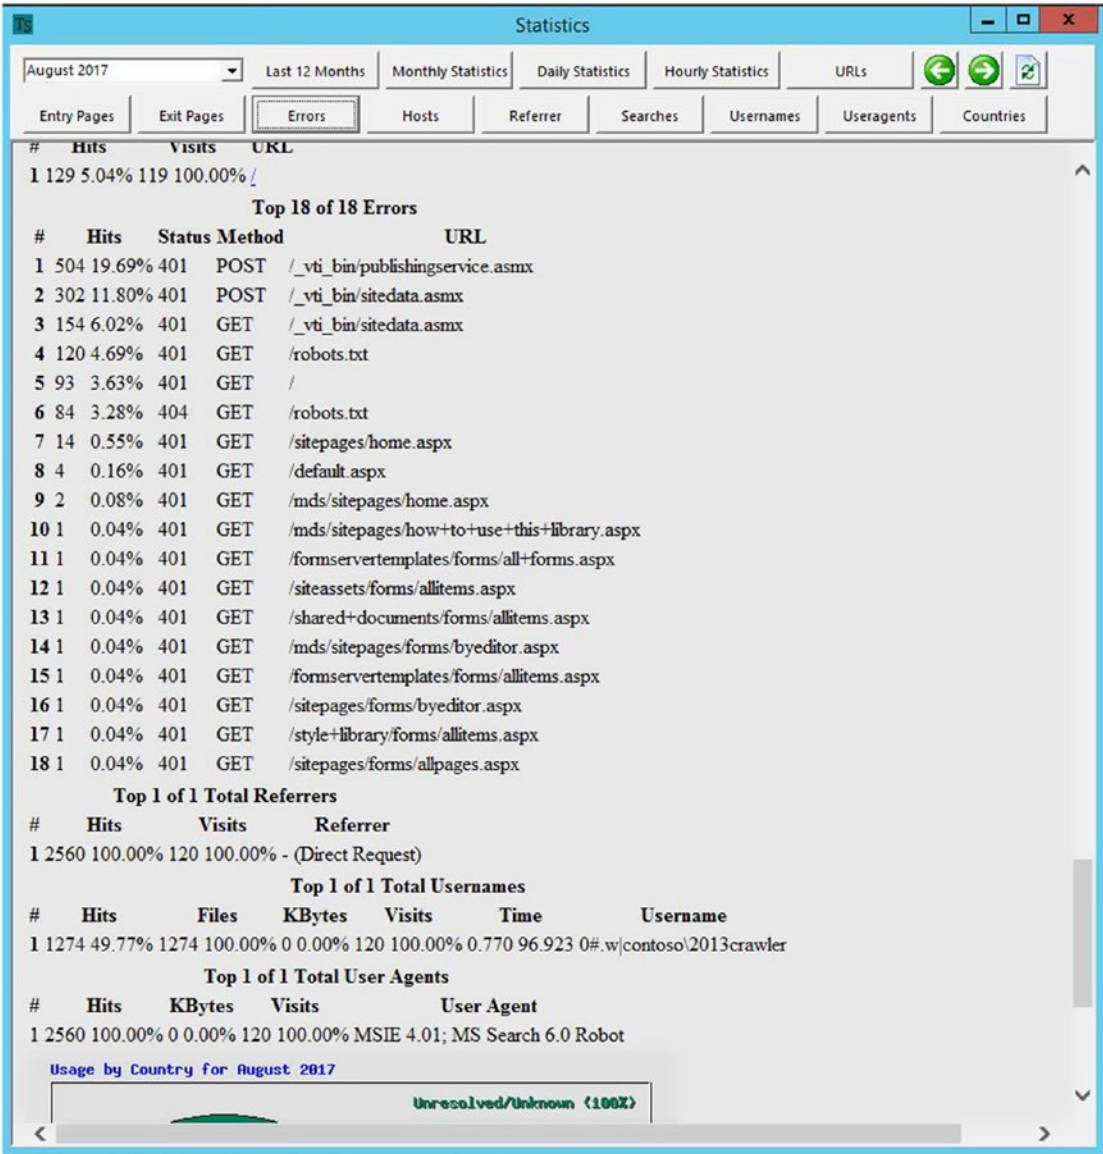 Ts Statistics
August 2017 Last 12 Months Monthly Statistics Daily Statistics Hourly Statistics URLs
Entry Pages Exit Pages Errors Hosts Referrer Searches Usernames Useragents Countries
# Hits Visits URL
1 129 5.04% 119 100.00% /
Top 18 of 18 Errors
# Hits Status Method URL
1 504 19.69% 401 POST /_vti_bin/publishingservice.asmx
2 302 11.80% 401 POST /_vti_bin/sitedata.asmx
3 154 6.02% 401 GET /_vti_bin/sitedata.asmx
4 120 4.69% 401 GET /robots.txt
5 93 3.63% 401 GET /
6 84 3.28% 404 GET /robots.txt
7 14 0.55% 401 GET /sitepages/home.aspx
8 4 0.16% 401 GET /default.aspx
9 2 0.08% 401 GET /mds/sitepages/home.aspx
10 1 0.04% 401 GET /mds/sitepages/how+to+use+this+library.aspx
11 1 0.04% 401 GET /formservertemplates/forms/all+forms.aspx
12 1 0.04% 401 GET /siteassets/forms/allitems.aspx
13 1 0.04% 401 GET /shared+documents/forms/allitems.aspx
14 1 0.04% 401 GET /mds/sitepages/forms/byeditor.aspx
15 1 0.04% 401 GET /formservertemplates/forms/allitems.aspx
16 1 0.04% 401 GET /sitepages/forms/byeditor.aspx
17 1 0.04% 401 GET /style+library/forms/allitems.aspx
18 1 0.04% 401 GET /sitepages/forms/allpages.aspx
Top 1 of 1 Total Referrers
# Hits Visits Referrer
1 2560 100.00% 120 100.00% - (Direct Request)
Top 1 of 1 Total Usernames
# Hits Files KBytes Visits Time Username
1 1274 49.77% 1274 100.00% 0 0.00% 120 100.00% 0.770 96.923 0#.w|contoso\2013crawler
Top 1 of 1 Total User Agents
# Hits KBytes Visits User Agent
1 2560 100.00% 0 0.00% 120 100.00% MSIE 4.01; MS Search 6.0 Robot
Usage by Country for August 2017
Unresolved/Unknown (100%)